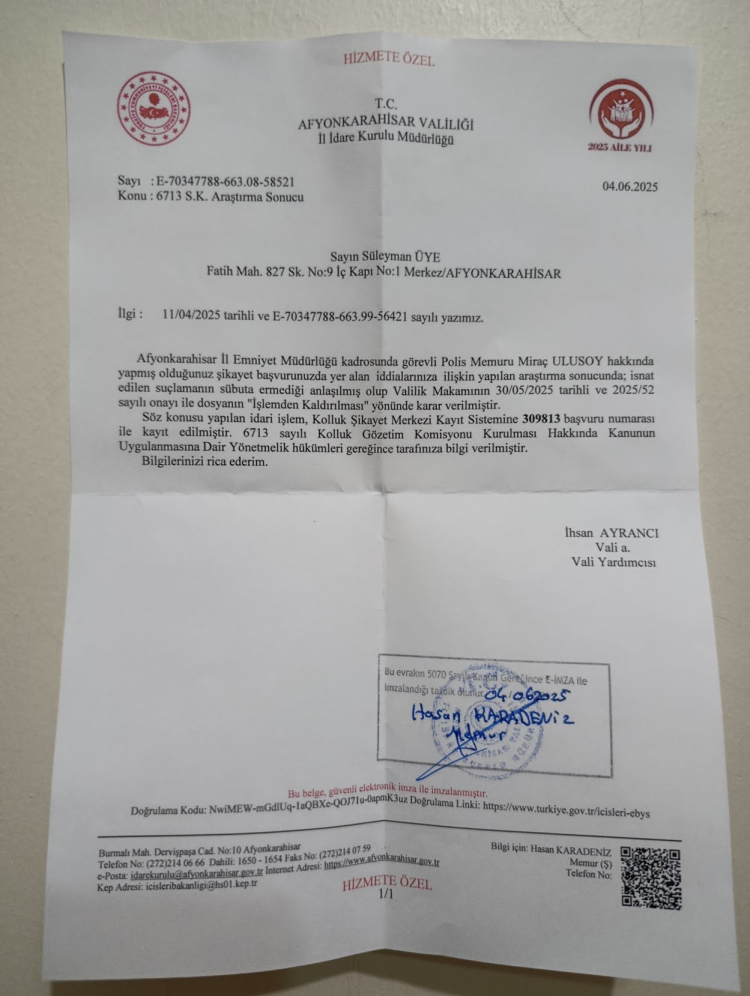 HİZMETE ÖZEL
T.C.
AFYONKARAHİSAR VALİLİĞİ
İl İdare Kurulu Müdürlüğü
2025 AİLE YILI
Sayı : E-70347788-663.08-58521
04.06.2025
Konu : 6713 S.K. Araştırma Sonucu
Sayın Süleyman ÜYE
Fatih Mah. 827 Sk. No:9 İç Kapı No:1 Merkez/AFYONKARAHİSAR
İlgi : 11/04/2025 tarihli ve E-70347788-663.99-56421 sayılı yazımız.
Afyonkarahisar İl Emniyet Müdürlüğü kadrosunda görevli Polis Memuru Miraç ULUSOY hakkında
yapmış olduğunuz şikayet başvurunuzda yer alan iddialarınıza ilişkin yapılan araştırma sonucunda; isnat
edilen suçlamanın sübuta ermediği anlaşılmış olup Valilik Makamının 30/05/2025 tarihli ve 2025/52
sayılı onayı ile dosyanın "İşlemden Kaldırılması" yönünde karar verilmiştir.
Söz konusu yapılan idari işlem, Kolluk Şikayet Merkezi Kayıt Sistemine 309813 başvuru numarası
ile kayıt edilmiştir. 6713 sayılı Kolluk Gözetim Komisyonu Kurulması Hakkında Kanunun
Uygulanmasına Dair Yönetmelik hükümleri gereğince tarafınıza bilgi verilmiştir.
Bilgilerinizi rica ederim.
İhsan AYRANCI
Vali a.
Vali Yardımcısı
Bu evrakın 5070 Sayılı Kanun Gereğince E-İMZA ile
imzalandığı tasdik olunur. 04.06.2025
Hasan KARADENİZ
Memur
Bu belge, güvenli elektronik imza ile imzalanmıştır.
Doğrulama Kodu: NwiMEW-mGdlUq-1aQBXe-QOJ71u-0apmK3uz Doğrulama Linki: https://www.turkiye.gov.tr/icisleri-ebys
Burmalı Mah. Dervişpaşa Cad. No:10 Afyonkarahisar
Telefon No: (272)214 06 66 Dahili: 1650 - 1654 Faks No: (272)214 07 59
e-Posta: idarekurulu@afyonkarahisar.gov.tr İnternet Adresi: https://www.afyonkarahisar.gov.tr
Kep Adresi: icisleribakanligi@hs01.kep.tr
Bilgi için: Hasan KARADENİZ
Memur (Ş)
Telefon No:
HİZMETE ÖZEL
1/1